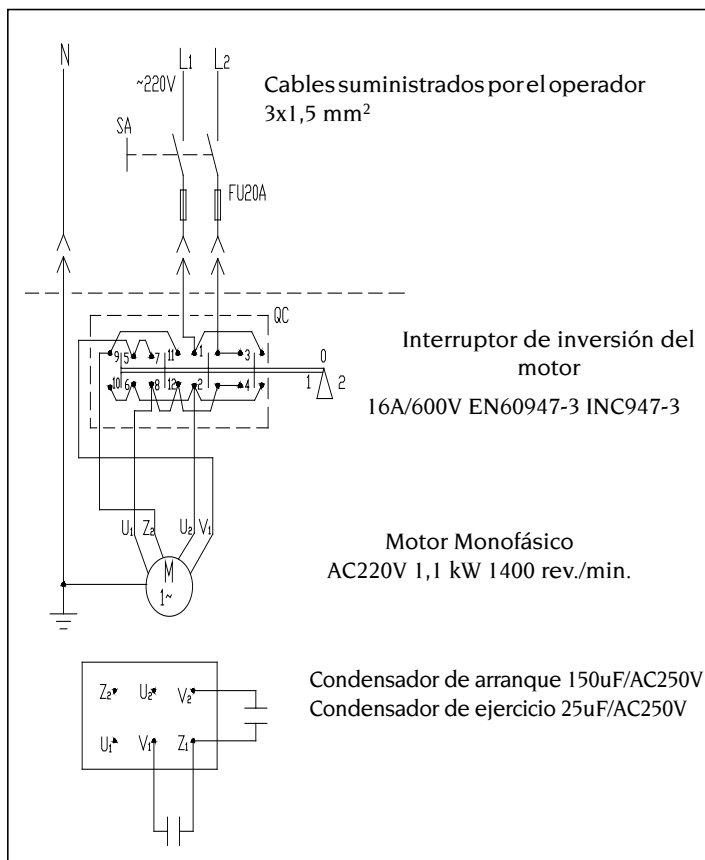 N
L1
L2
~220V
Cables suministrados por el operador
3x1,5 mm²
SA
FU20A
QC
9 5 7 11 1 3
10 6 8 12 2 4
0
1 2
Interruptor de inversión del
motor
16A/600V EN60947-3 INC947-3
U1 Z2 U2 V1
M
1~
Motor Monofásico
AC220V 1,1 kW 1400 rev./min.
Z2 U2 V2
U1 V1 Z1
Condensador de arranque 150uF/AC250V
Condensador de ejercicio 25uF/AC250V